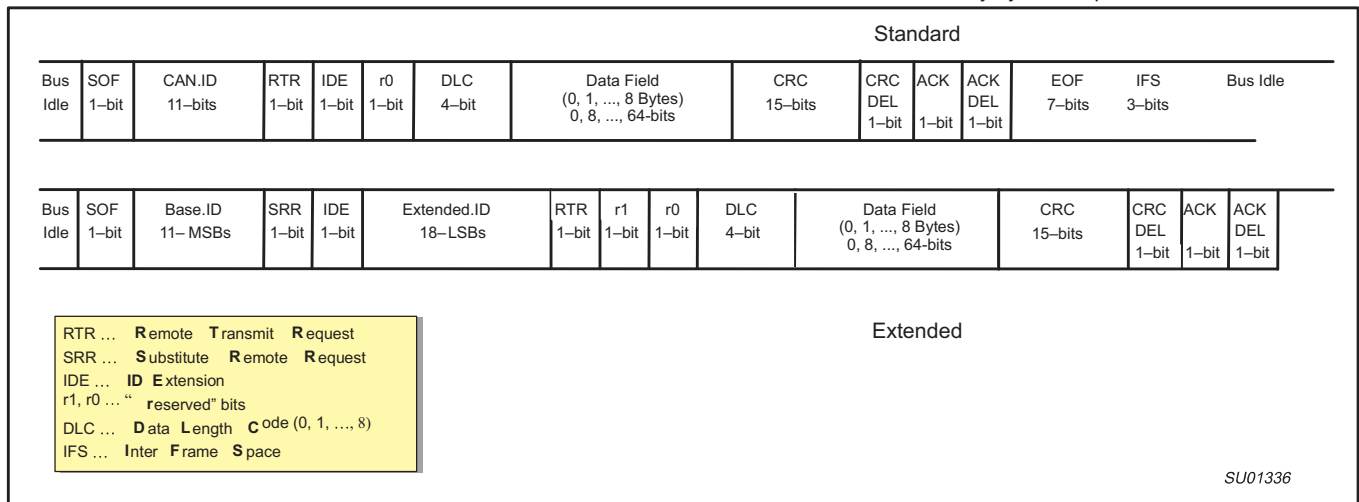 Standard
Bus Idle
SOF 1–bit
CAN.ID 11–bits
RTR 1–bit
IDE 1–bit
r0 1–bit
DLC 4–bit
Data Field (0, 1, ..., 8 Bytes) 0, 8, ..., 64-bits
CRC 15–bits
CRC DEL 1–bit
ACK 1–bit
ACK DEL 1–bit
EOF 7–bits
IFS 3–bits
Bus Idle
Bus Idle
SOF 1–bit
Base.ID 11– MSBs
SRR 1–bit
IDE 1–bit
Extended.ID 18–LSBs
RTR 1–bit
r1 1–bit
r0 1–bit
DLC 4–bit
Data Field (0, 1, ..., 8 Bytes) 0, 8, ..., 64-bits
CRC 15–bits
CRC DEL 1–bit
ACK 1–bit
ACK DEL 1–bit
Extended
RTR … Remote Transmit Request
SRR … Substitute Remote Request
IDE … ID Extension
r1, r0 … “ reserved” bits
DLC … Data Length Code (0, 1, …, 8)
IFS … Inter Frame Space
SU01336